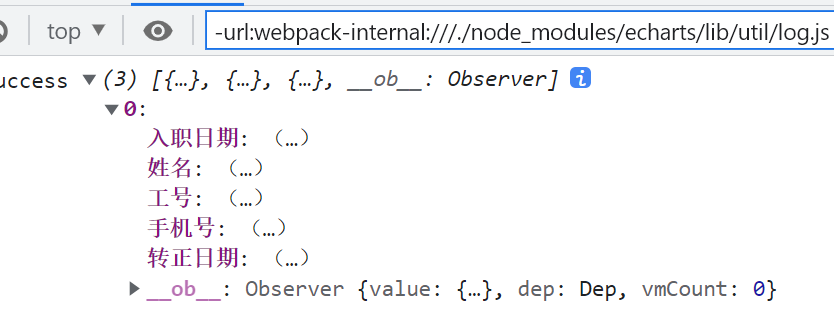 top
-url:webpack-internal:///./node_modules/echarts/lib/util/log.js
uccess (3) [{…}, {…}, {…}, __ob__: Observer] i
0:
入职日期: (…)
姓名: (…)
工号: (…)
手机号: (…)
转正日期: (…)
__ob__: Observer {value: {…}, dep: Dep, vmCount: 0}